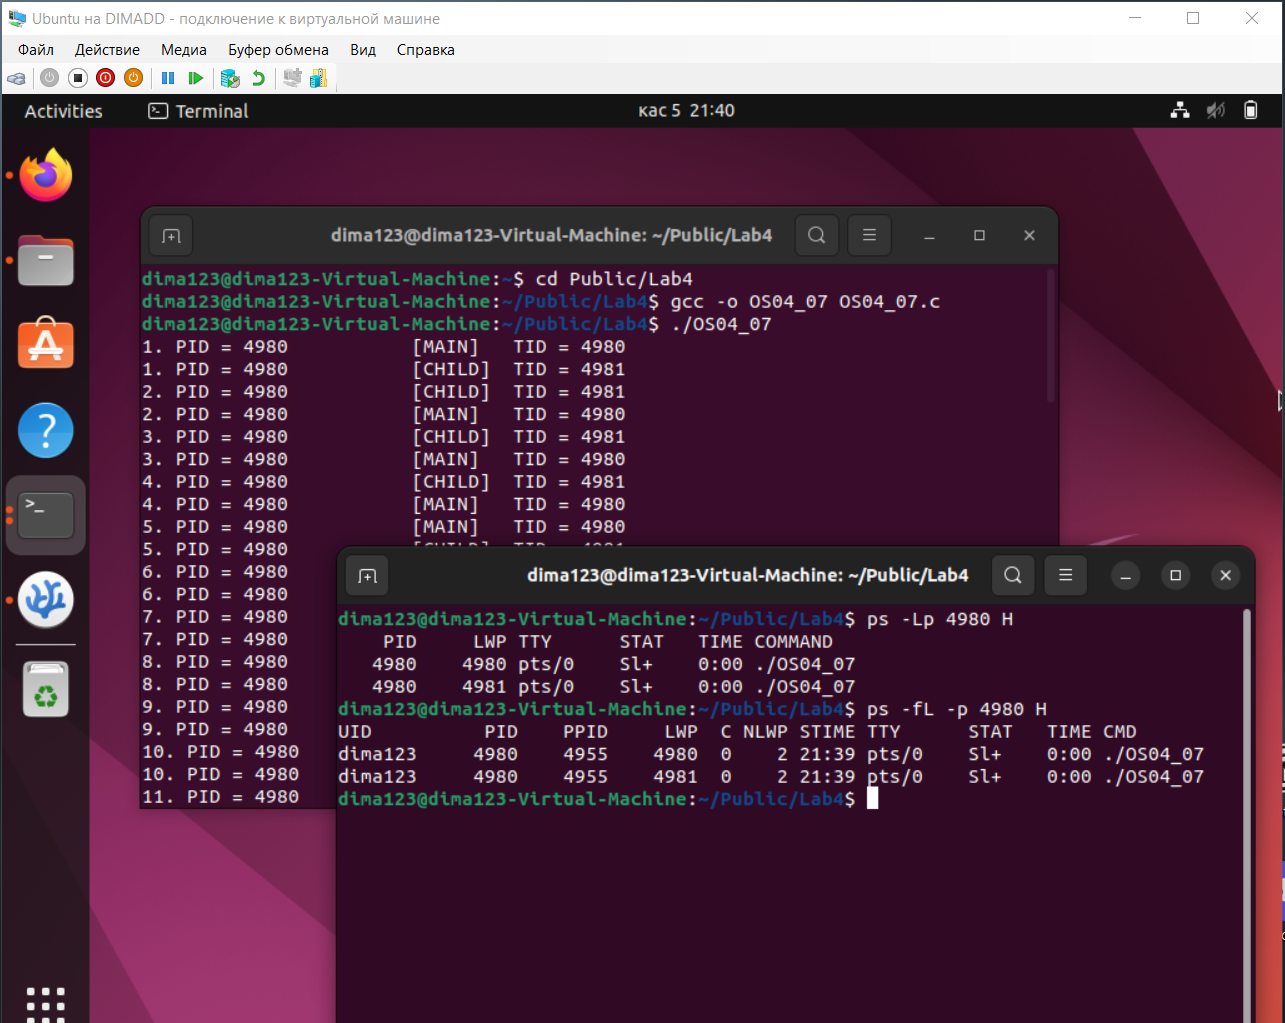 Ubuntu на DIMADD - подключение к виртуальной машине
Файл Действие Медиа Буфер обмена Вид Справка
Activities Terminal кас 5 21:40
dima123@dima123-Virtual-Machine: ~/Public/Lab4
dima123@dima123-Virtual-Machine:~$ cd Public/Lab4
dima123@dima123-Virtual-Machine:~/Public/Lab4$ gcc -o OS04_07 OS04_07.c
dima123@dima123-Virtual-Machine:~/Public/Lab4$ ./OS04_07
1. PID = 4980 [MAIN] TID = 4980
1. PID = 4980 [CHILD] TID = 4981
2. PID = 4980 [CHILD] TID = 4981
2. PID = 4980 [MAIN] TID = 4980
3. PID = 4980 [CHILD] TID = 4981
3. PID = 4980 [MAIN] TID = 4980
4. PID = 4980 [CHILD] TID = 4981
4. PID = 4980 [MAIN] TID = 4980
5. PID = 4980 [MAIN] TID = 4980
5. PID = 4980
6. PID = 4980
6. PID = 4980
7. PID = 4980
7. PID = 4980
8. PID = 4980
8. PID = 4980
9. PID = 4980
9. PID = 4980
10. PID = 4980
10. PID = 4980
11. PID = 4980
dima123@dima123-Virtual-Machine: ~/Public/Lab4
dima123@dima123-Virtual-Machine:~/Public/Lab4$ ps -Lp 4980 H
PID LWP TTY STAT TIME COMMAND
4980 4980 pts/0 Sl+ 0:00 ./OS04_07
4980 4981 pts/0 Sl+ 0:00 ./OS04_07
dima123@dima123-Virtual-Machine:~/Public/Lab4$ ps -fL -p 4980 H
UID PID PPID LWP C NLWP STIME TTY STAT TIME CMD
dima123 4980 4955 4980 0 2 21:39 pts/0 Sl+ 0:00 ./OS04_07
dima123 4980 4955 4981 0 2 21:39 pts/0 Sl+ 0:00 ./OS04_07
dima123@dima123-Virtual-Machine:~/Public/Lab4$